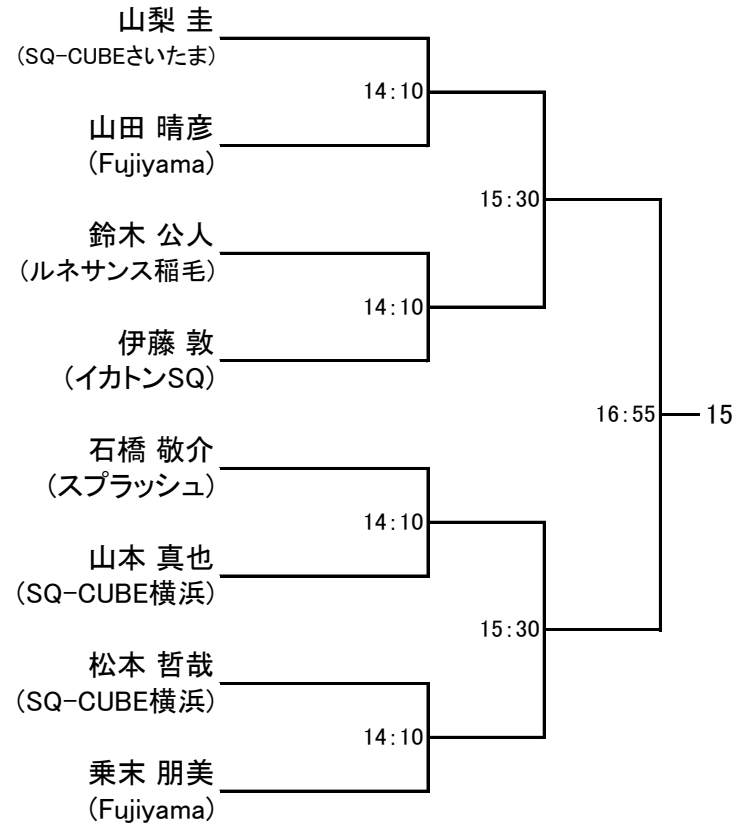 山梨 圭
(SQ-CUBEさいたま)
14:10
山田 晴彦
(Fujiyama)
15:30
鈴木 公人
(ルネサンス稲毛)
14:10
伊藤 敦
(イカトンSQ)
16:55
15
石橋 敬介
(スプラッシュ)
14:10
山本 真也
(SQ-CUBE横浜)
15:30
松本 哲哉
(SQ-CUBE横浜)
14:10
乗末 朋美
(Fujiyama)